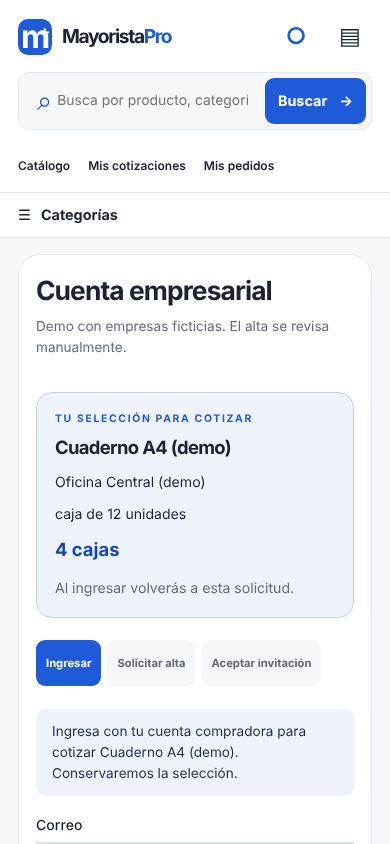 m MayoristaPro
Busca por producto, categorí
Buscar →
Catálogo Mis cotizaciones Mis pedidos
☰ Categorías
Cuenta empresarial
Demo con empresas ficticias. El alta se revisa
manualmente.
TU SELECCIÓN PARA COTIZAR
Cuaderno A4 (demo)
Oficina Central (demo)
caja de 12 unidades
4 cajas
Al ingresar volverás a esta solicitud.
Ingresar Solicitar alta Aceptar invitación
Ingresa con tu cuenta compradora para
cotizar Cuaderno A4 (demo).
Conservaremos la selección.
Correo